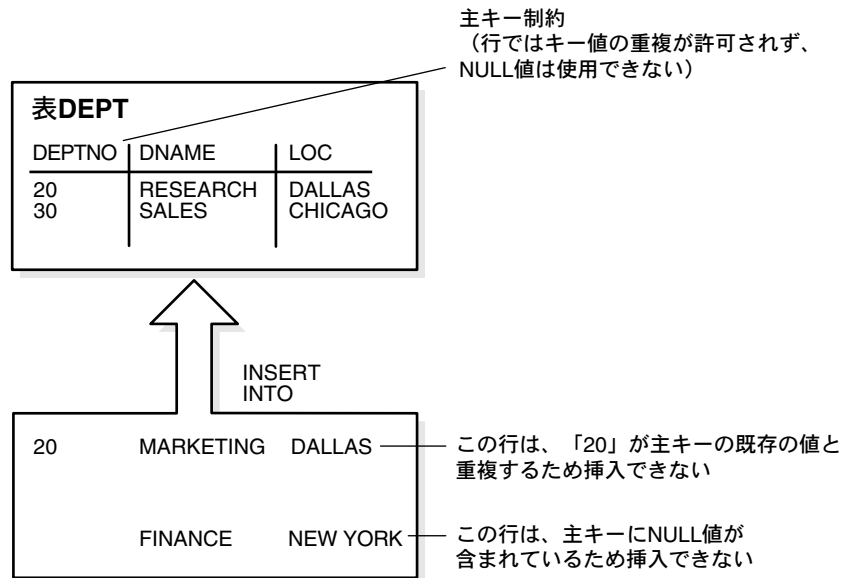 主キー制約
（行ではキー値の重複が許可されず、
NULL値は使用できない）
表DEPT
DEPTNO DNAME LOC
20 RESEARCH DALLAS
30 SALES CHICAGO
INSERT
INTO
20 MARKETING DALLAS
この行は、「20」が主キーの既存の値と
重複するため挿入できない
FINANCE NEW YORK
この行は、主キーにNULL値が
含まれているため挿入できない